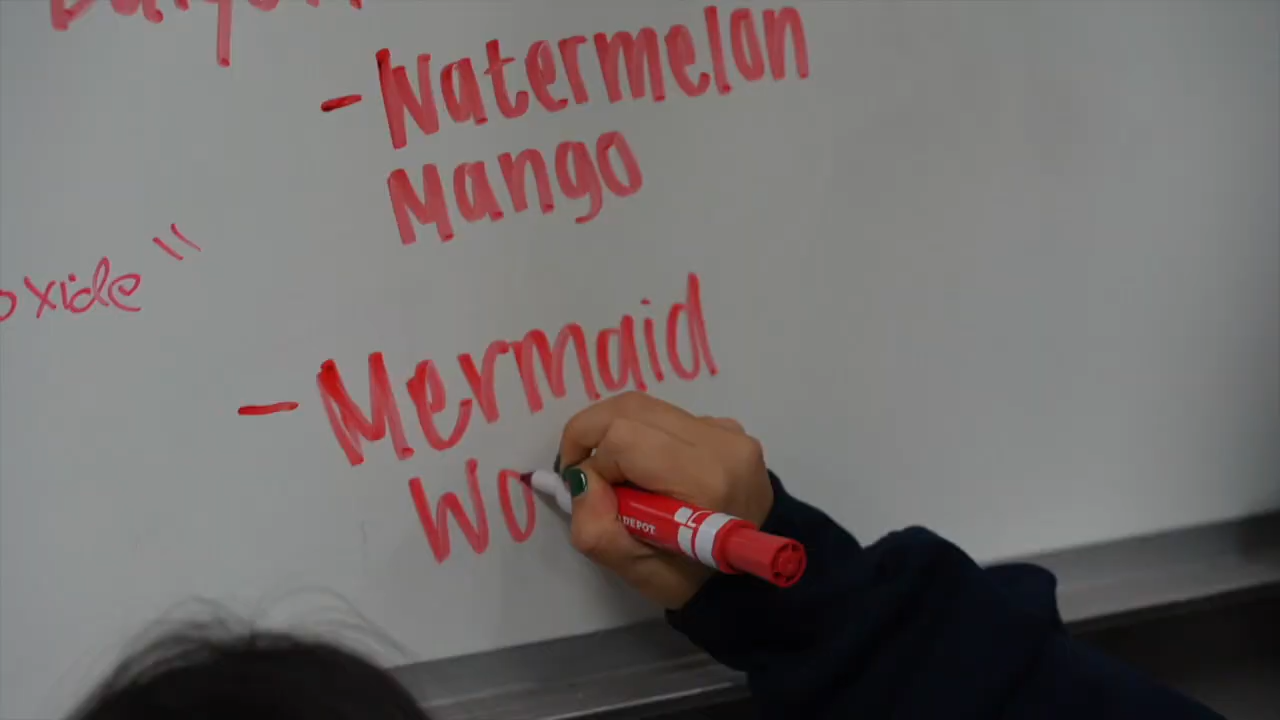 - Watermelon
Mango
oxide "
- Mermaid
Wo
DEPOT